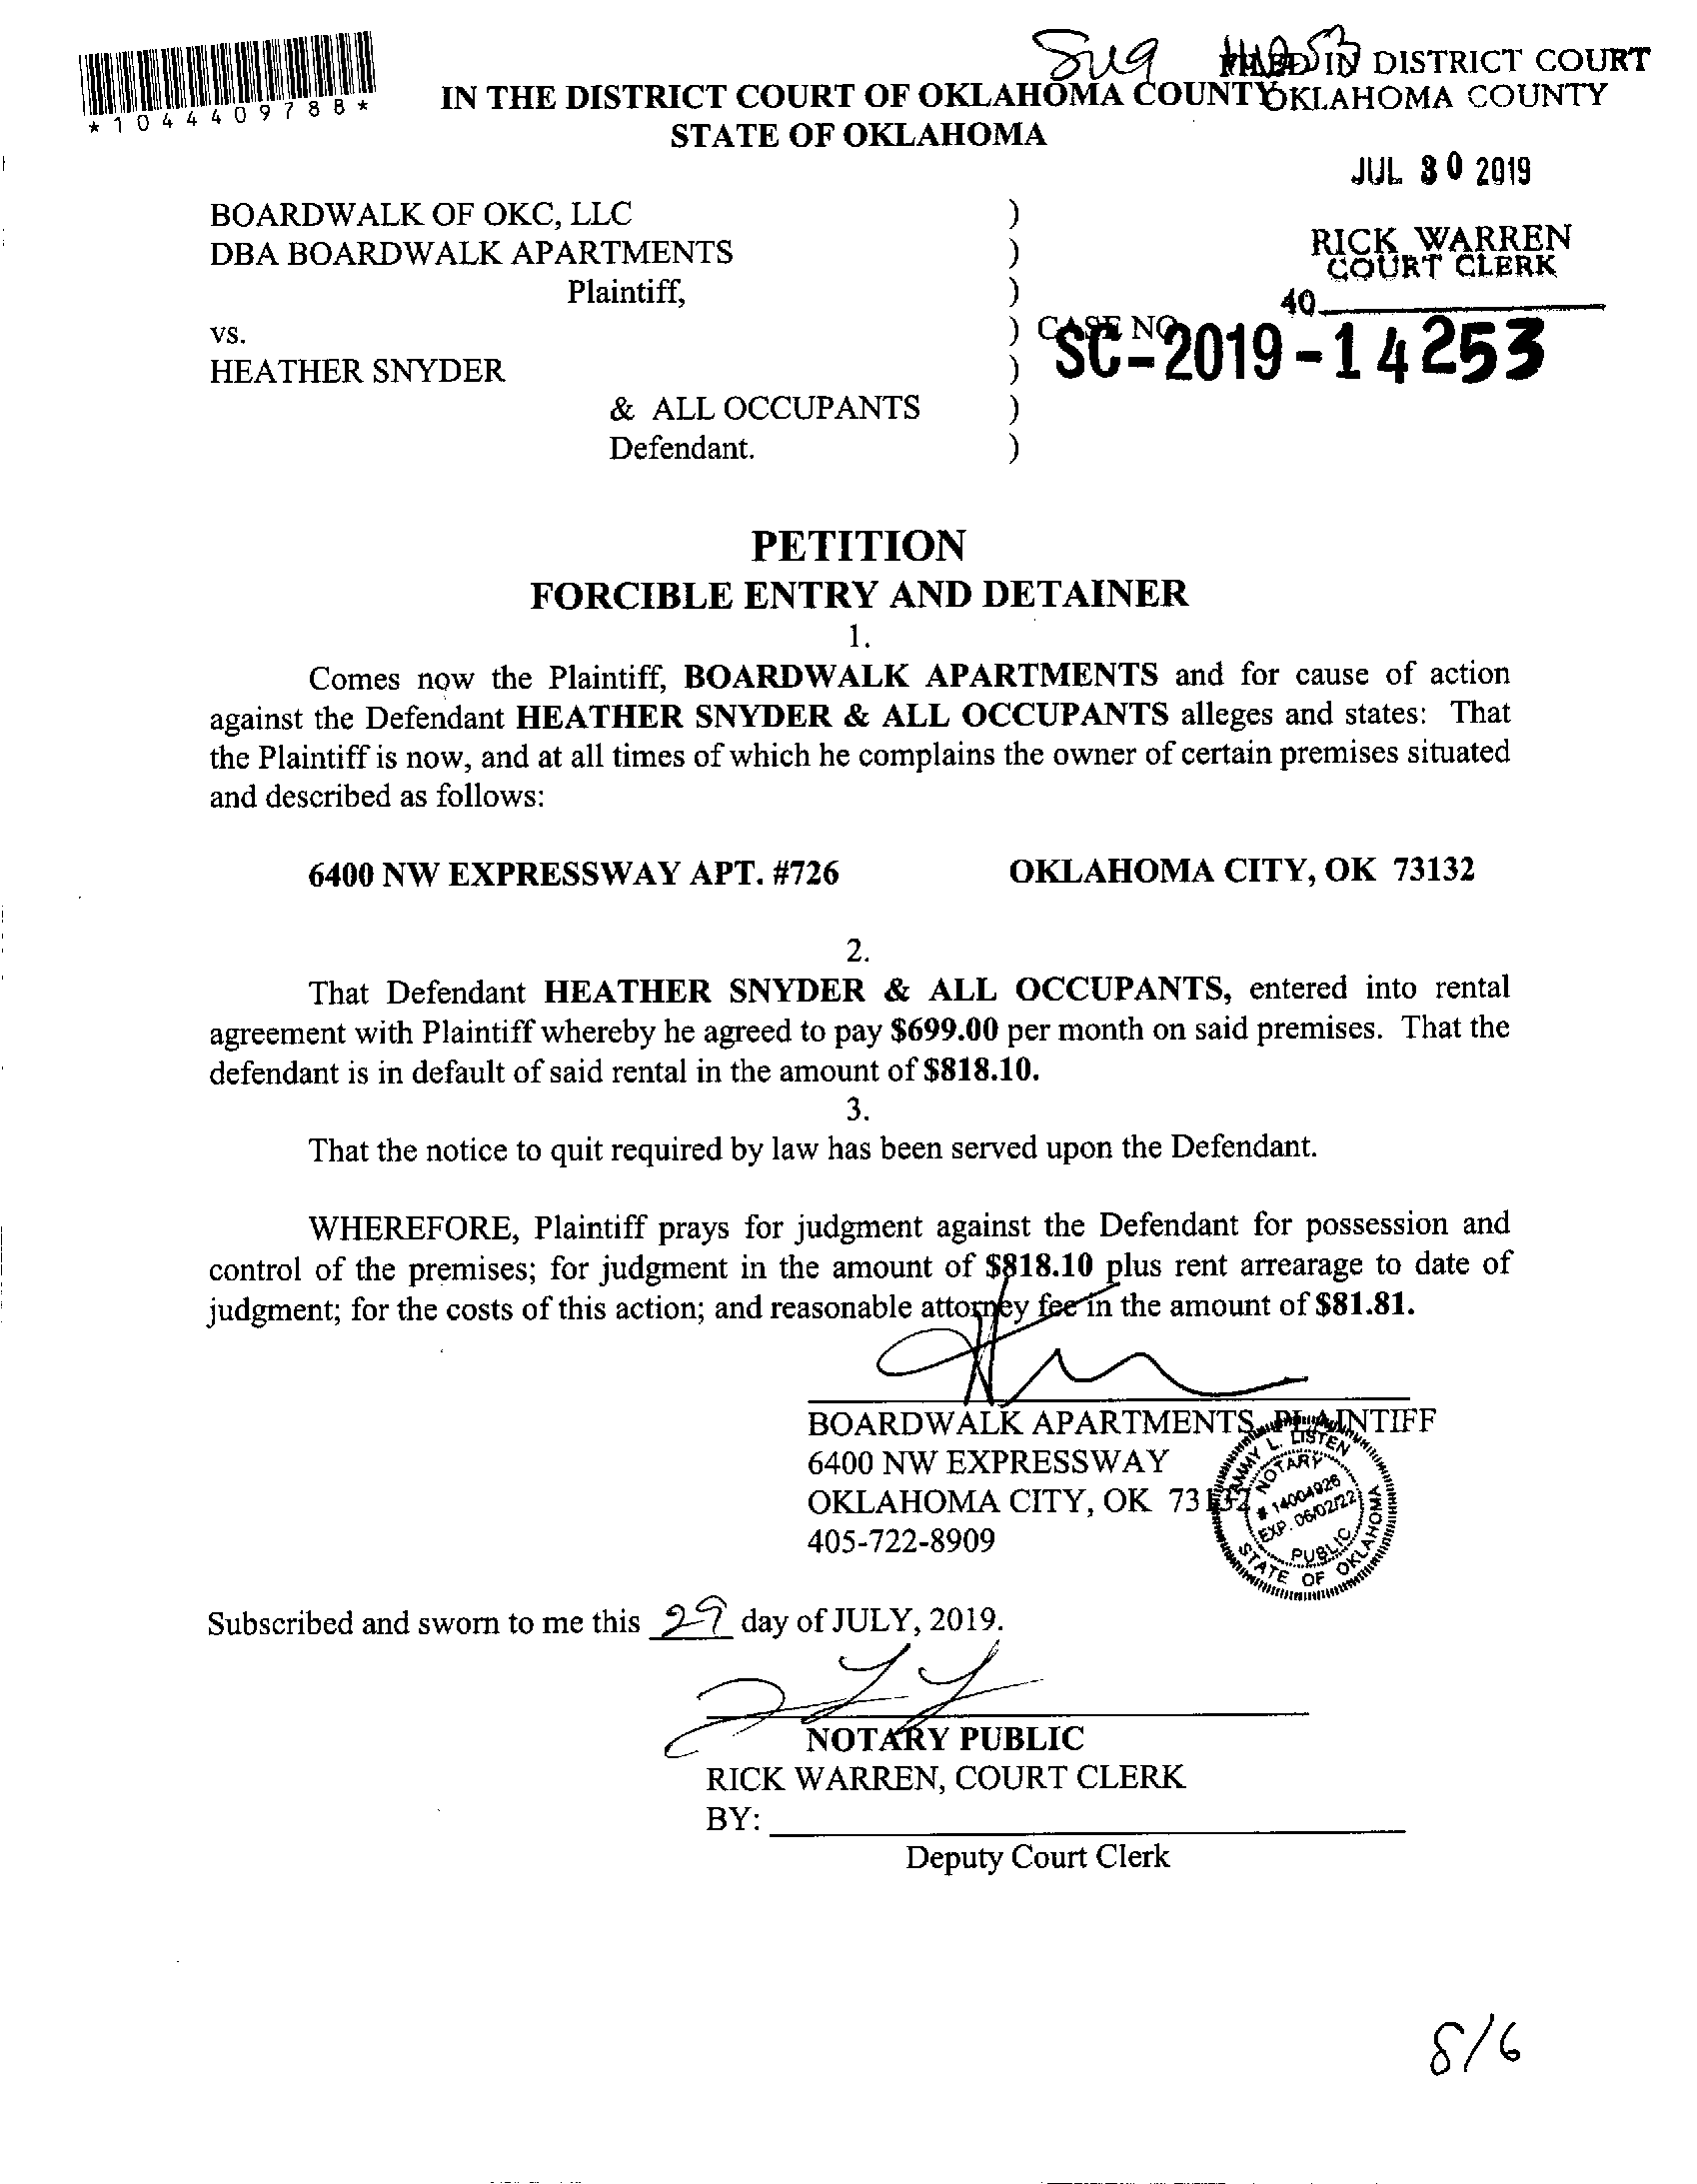 FILED IN DISTRICT COURT
OKLAHOMA COUNTY
*1044409788*
IN THE DISTRICT COURT OF OKLAHOMA COUNTY
STATE OF OKLAHOMA
JUL 30 2019
BOARDWALK OF OKC, LLC )
DBA BOARDWALK APARTMENTS )
RICK WARREN
COURT CLERK
Plaintiff, )
40
vs. ) CASE NO.
SC-2019-14253
HEATHER SNYDER )
& ALL OCCUPANTS )
Defendant. )
PETITION
FORCIBLE ENTRY AND DETAINER
1.
Comes now the Plaintiff, BOARDWALK APARTMENTS and for cause of action
against the Defendant HEATHER SNYDER & ALL OCCUPANTS alleges and states: That
the Plaintiff is now, and at all times of which he complains the owner of certain premises situated
and described as follows:
6400 NW EXPRESSWAY APT. #726 OKLAHOMA CITY, OK 73132
2.
That Defendant HEATHER SNYDER & ALL OCCUPANTS, entered into rental
agreement with Plaintiff whereby he agreed to pay $699.00 per month on said premises. That the
defendant is in default of said rental in the amount of $818.10.
3.
That the notice to quit required by law has been served upon the Defendant.
WHEREFORE, Plaintiff prays for judgment against the Defendant for possession and
control of the premises; for judgment in the amount of $818.10 plus rent arrearage to date of
judgment; for the costs of this action; and reasonable attorney fee in the amount of $81.81.
BOARDWALK APARTMENTS, PLAINTIFF
6400 NW EXPRESSWAY
OKLAHOMA CITY, OK 73132
405-722-8909
TAMMY L. LISTEN
NOTARY
# 14004926
EXP. 06/02/22
PUBLIC
STATE OF OKLAHOMA
Subscribed and sworn to me this 29 day of JULY, 2019.
NOTARY PUBLIC
RICK WARREN, COURT CLERK
BY:
Deputy Court Clerk
8/6